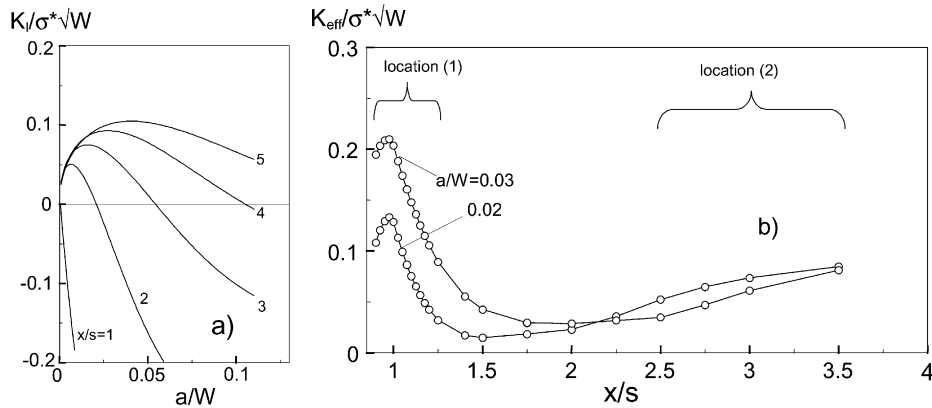 K_I/σ*√W
0.2
0.1
0
-0.1
-0.2
5
4
3
2
x/s=1
a)
0
0.05
0.1
a/W
K_eff/σ*√W
0.3
0.2
0.1
0
location (1)
location (2)
a/W=0.03
0.02
b)
1
1.5
2
2.5
3
3.5
4
x/s